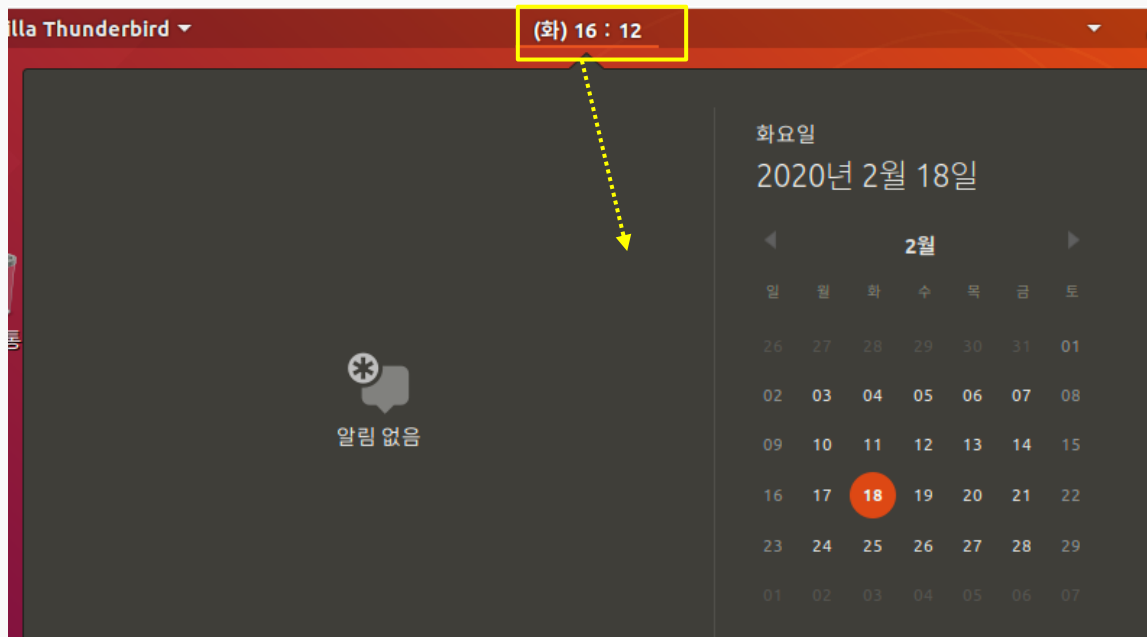 illa Thunderbird
(화) 16 : 12
통
알림 없음
화요일
2020년 2월 18일
2월
일 월 화 수 목 금 토
26 27 28 29 30 31 01
02 03 04 05 06 07 08
09 10 11 12 13 14 15
16 17 18 19 20 21 22
23 24 25 26 27 28 29
01 02 03 04 05 06 07